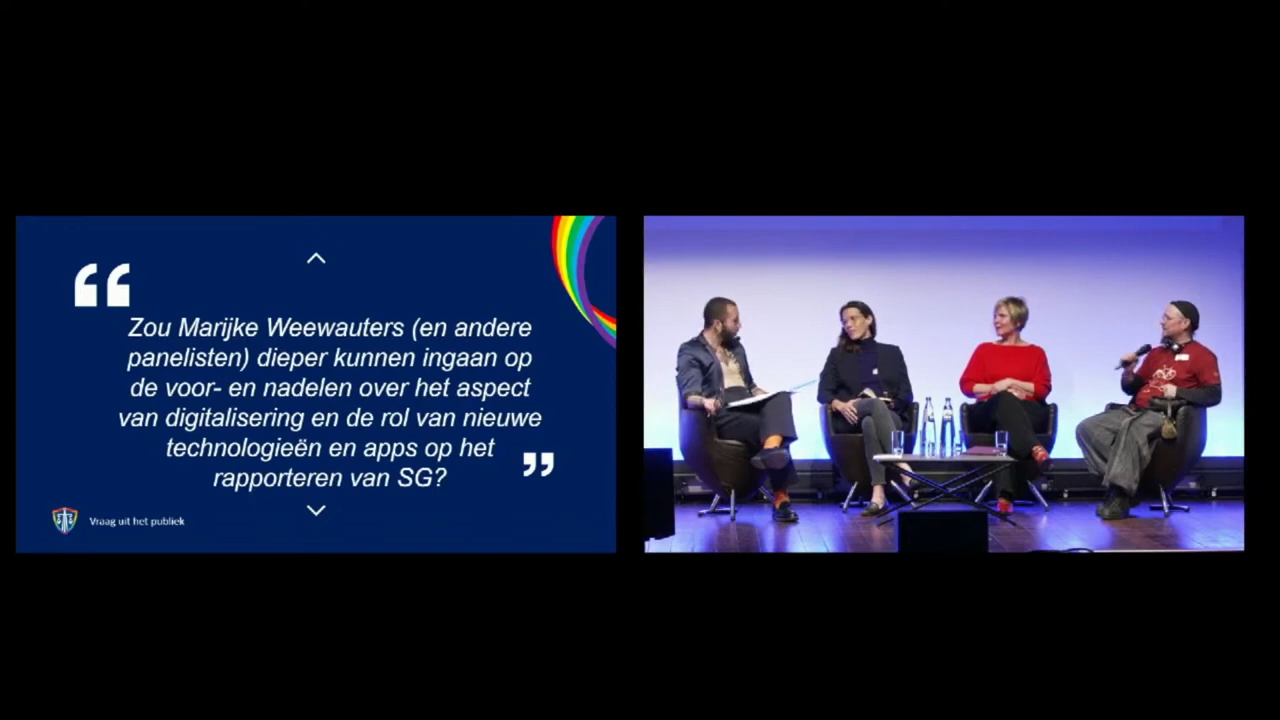 “
Zou Marijke Weewauters (en andere
panelisten) dieper kunnen ingaan op
de voor- en nadelen over het aspect
van digitalisering en de rol van nieuwe
technologieën en apps op het
rapporteren van SG?
”
Vraag uit het publiek